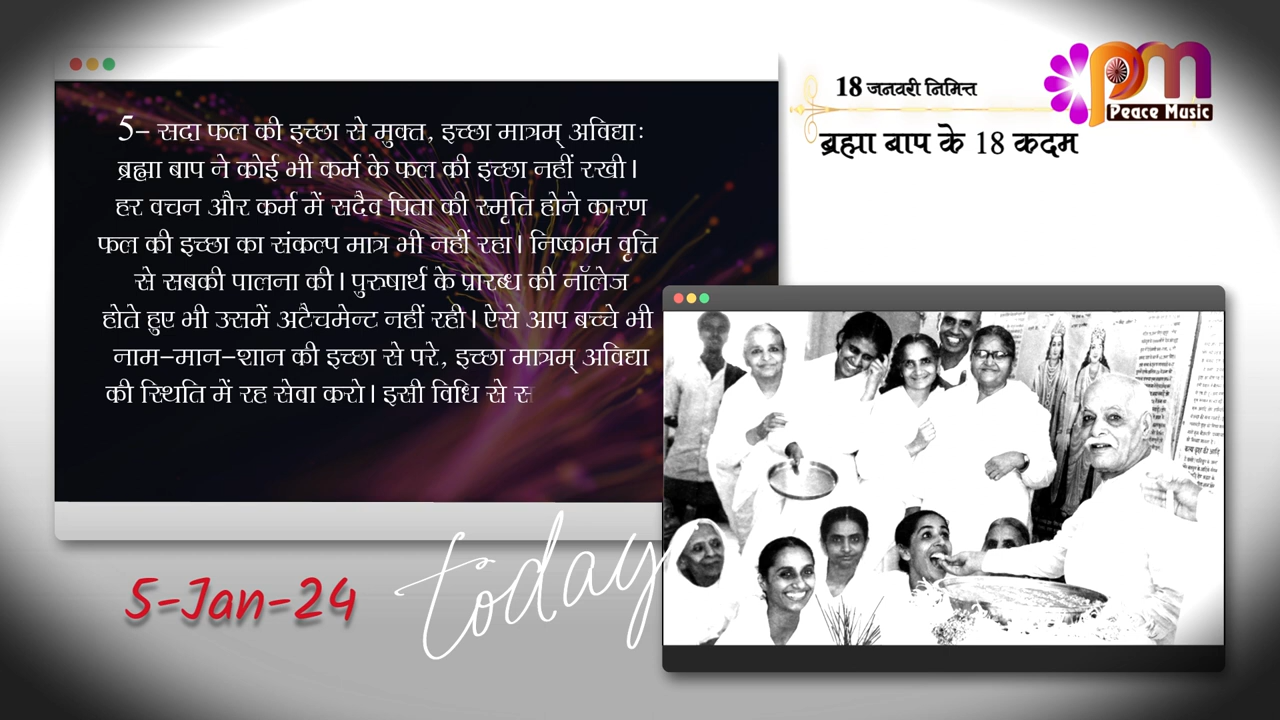 5- सदा फल की इच्छा से मुक्त, इच्छा मात्रम् अविद्याः
ब्रह्मा बाप ने कोई भी कर्म के फल की इच्छा नहीं रखी।
हर वचन और कर्म में सदैव पिता की स्मृति होने कारण
फल की इच्छा का संकल्प मात्र भी नहीं रहा। निष्काम वृत्ति
से सबकी पालना की। पुरुषार्थ के प्रारब्ध की नॉलेज
होते हुए भी उसमें अटैचमेन्ट नहीं रही। ऐसे आप बच्चे भी
नाम-मान-शान की इच्छा से परे, इच्छा मात्रम् अविद्या
की स्थिति में रह सेवा करो। इसी विधि से
18 जनवरी निमित्त
ब्रह्मा बाप के 18 कदम
pm
Peace Music
5-Jan-24
today